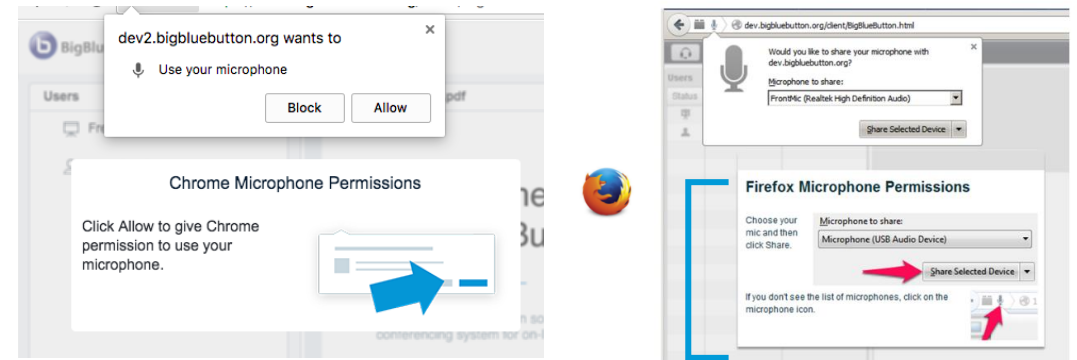 dev2.bigbluebutton.org wants to
×
Use your microphone
Block
Allow
BigBlu
Users
pdf
Fre
Chrome Microphone Permissions
Click Allow to give Chrome
permission to use your
microphone.
conferencing system for on-l
dev.bigbluebutton.org/client/BigBlueButton.html
Would you like to share your microphone with
dev.bigbluebutton.org?
×
Microphone to share:
FrontMic (Realtek High Definition Audio)
Share Selected Device
Users
Status
Firefox Microphone Permissions
Choose your
mic and then
click Share.
Microphone to share:
Microphone (USB Audio Device)
Share Selected Device
If you don't see the list of microphones, click on the
microphone icon.